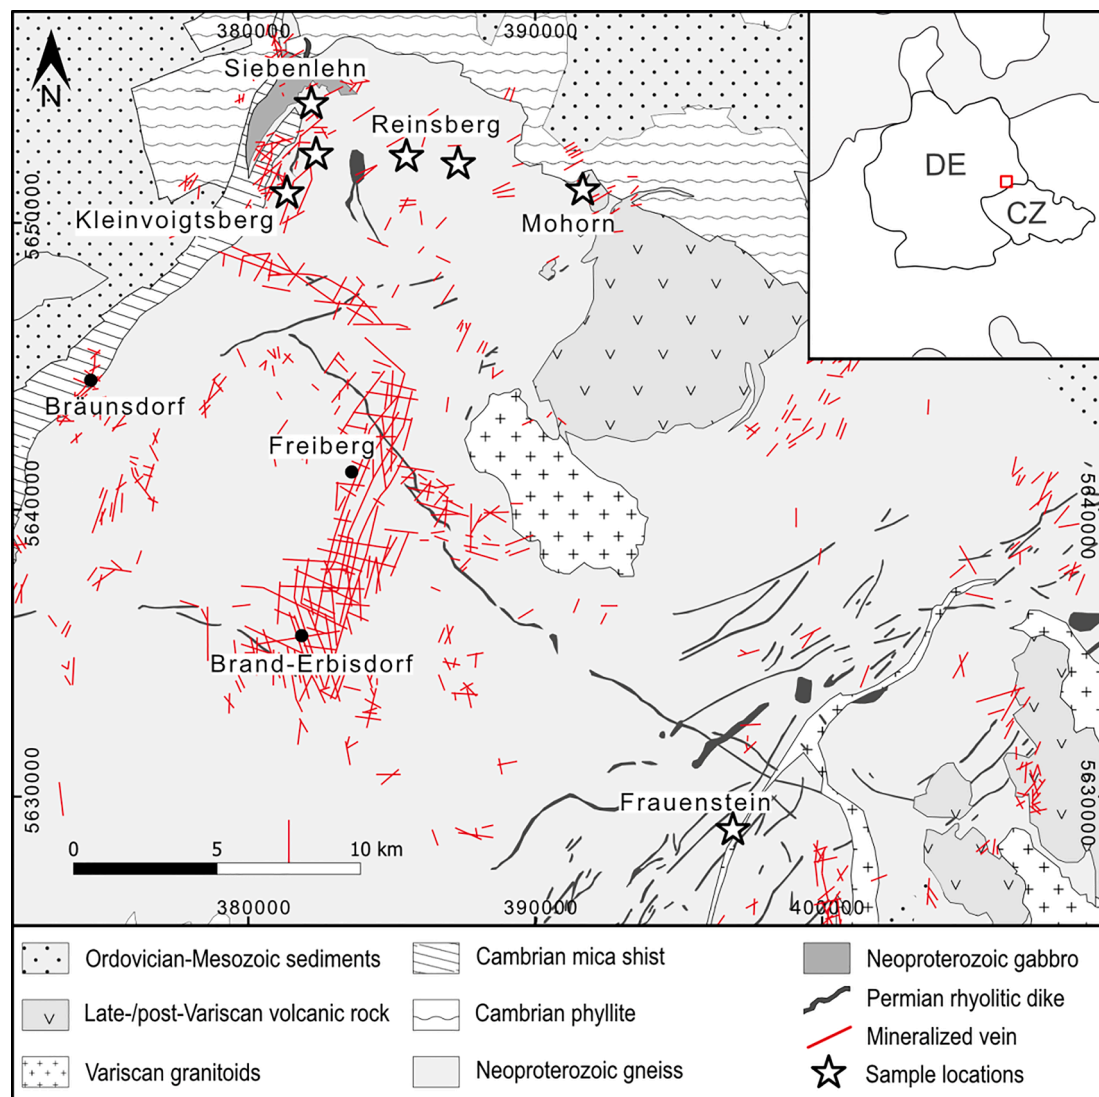 380000
390000
N
Siebenlehn
Reinsberg
DE
CZ
5650000
Kleinvoigtsberg
Mohorn
Bräunsdorf
Freiberg
5640000
5640000
Brand-Erbisdorf
5630000
5630000
Frauenstein
0
5
10 km
380000
390000
400000
Ordovician-Mesozoic sediments
Cambrian mica shist
Neoproterozoic gabbro
Late-/post-Variscan volcanic rock
Cambrian phyllite
Permian rhyolitic dike
Mineralized vein
Variscan granitoids
Neoproterozoic gneiss
Sample locations